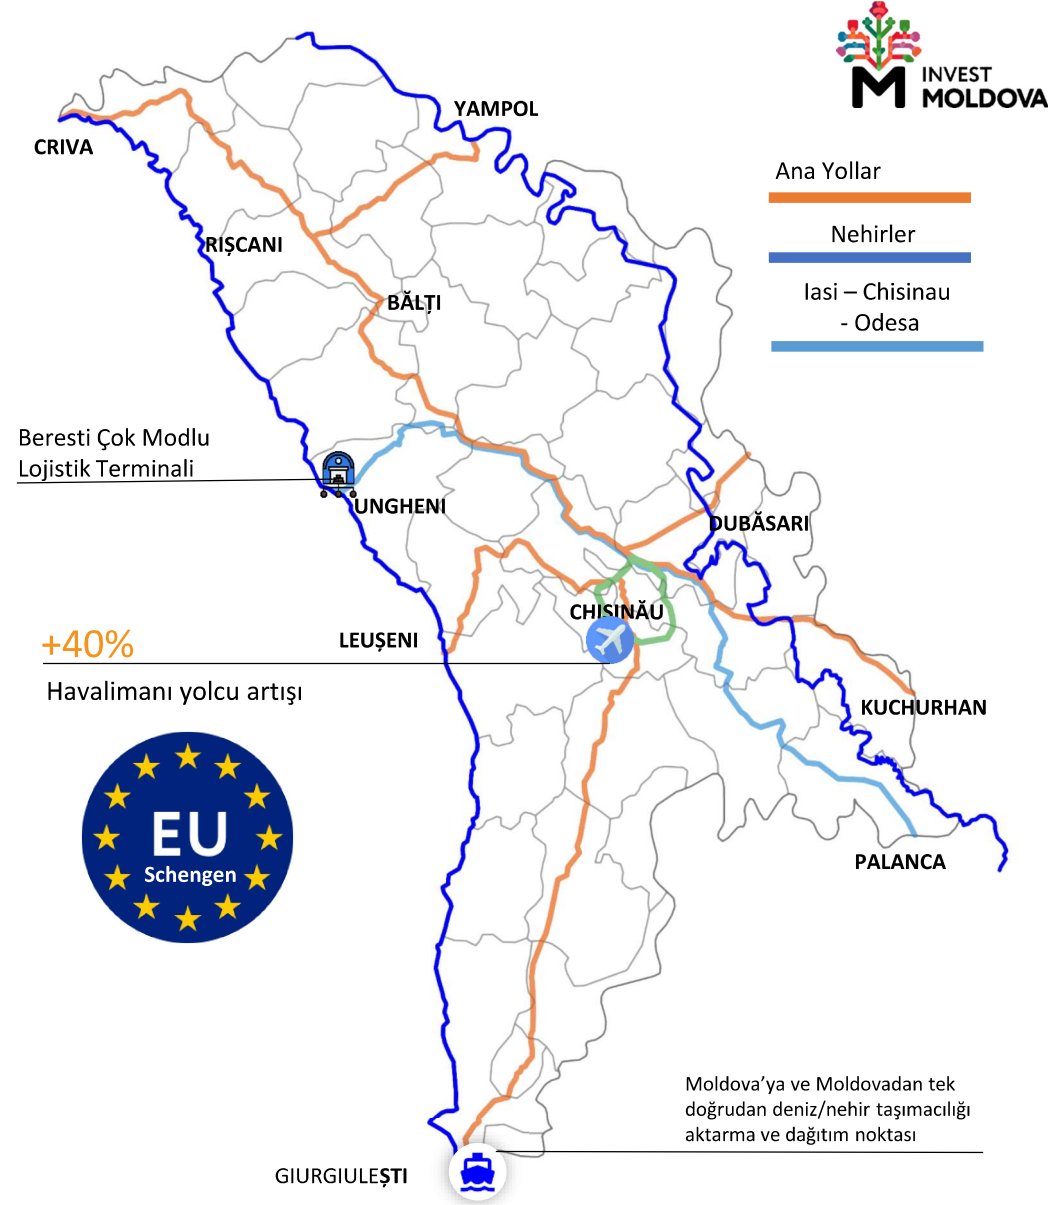 INVEST
MOLDOVA
YAMPOL
CRIVA
Ana Yollar
Nehirler
RIȘCANI
Iasi – Chisinau
- Odesa
BĂLȚI
Beresti Çok Modlu
Lojistik Terminali
UNGHENI
DUBĂSARI
CHISINĂU
LEUȘENI
+40%
Havalimanı yolcu artışı
KUCHURHAN
EU
Schengen
PALANCA
Moldova’ya ve Moldovadan tek
doğrudan deniz/nehir taşımacılığı
aktarma ve dağıtım noktası
GIURGIULEȘTI